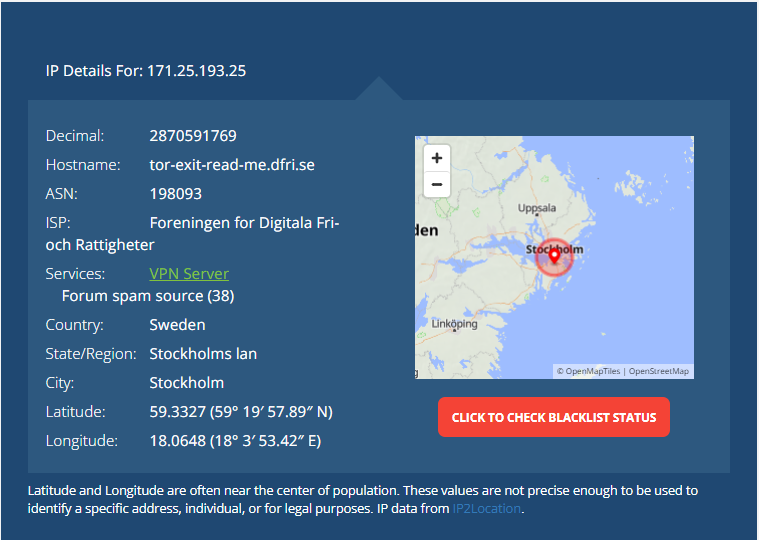 IP Details For: 171.25.193.25
Decimal: 2870591769
Hostname: tor-exit-read-me.dfri.se
ASN: 198093
ISP: Foreningen for Digitala Fri-
och Rattigheter
Services: VPN Server
Forum spam source (38)
Country: Sweden
State/Region: Stockholms lan
City: Stockholm
Latitude: 59.3327 (59° 19′ 57.89″ N)
Longitude: 18.0648 (18° 3′ 53.42″ E)
+
−
Uppsala
den
Stockholm
Linköping
© OpenMapTiles | OpenStreetMap
CLICK TO CHECK BLACKLIST STATUS
Latitude and Longitude are often near the center of population. These values are not precise enough to be used to
identify a specific address, individual, or for legal purposes. IP data from IP2Location.